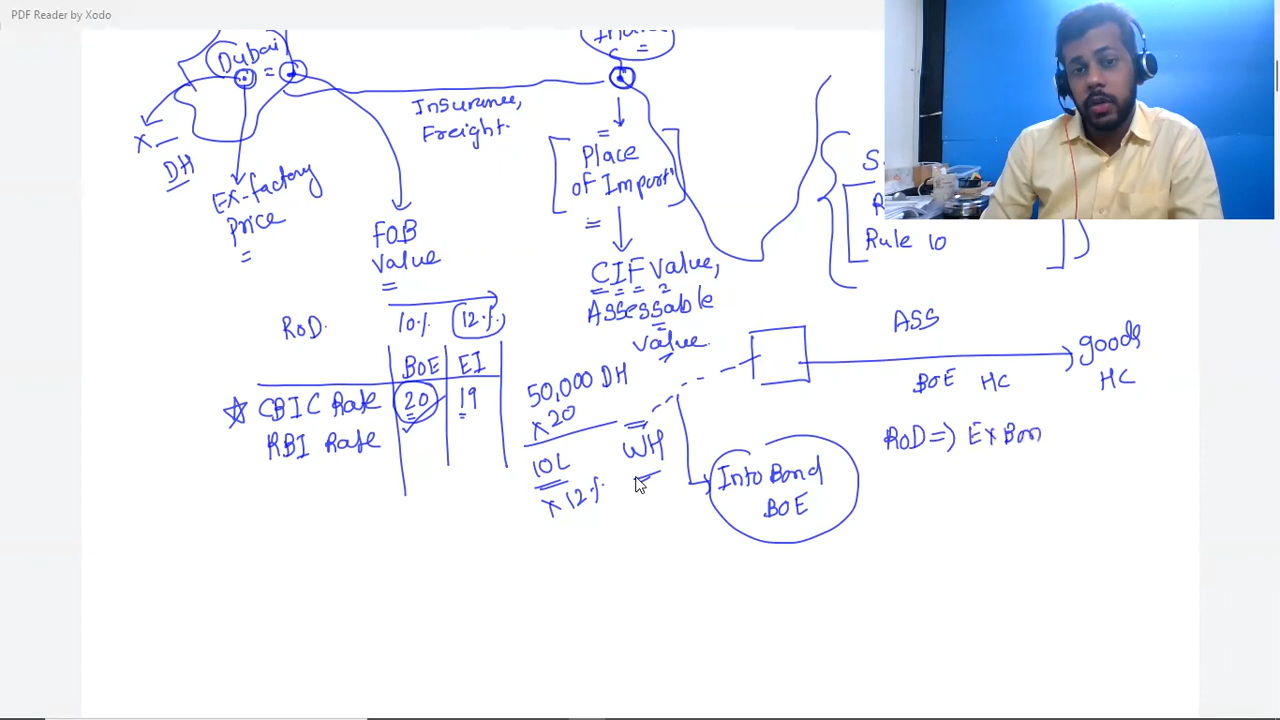 PDF Reader by Xodo
Dubai
=
Insurance,
Freight.
X
DH
Ex-factory
Price
=
FOB
Value
=
=
Place
of Import
=
CIF Value,
Assessable
Value
Rule 10
RoD
10% 12%
BOE EI
CBIC Rate 20 19
RBI Rate
50,000 DH
x 20
10L
x 12%
WH
Into Bond
BOE
ASS
goods
BOE HC
HC
RoD => Ex Bon